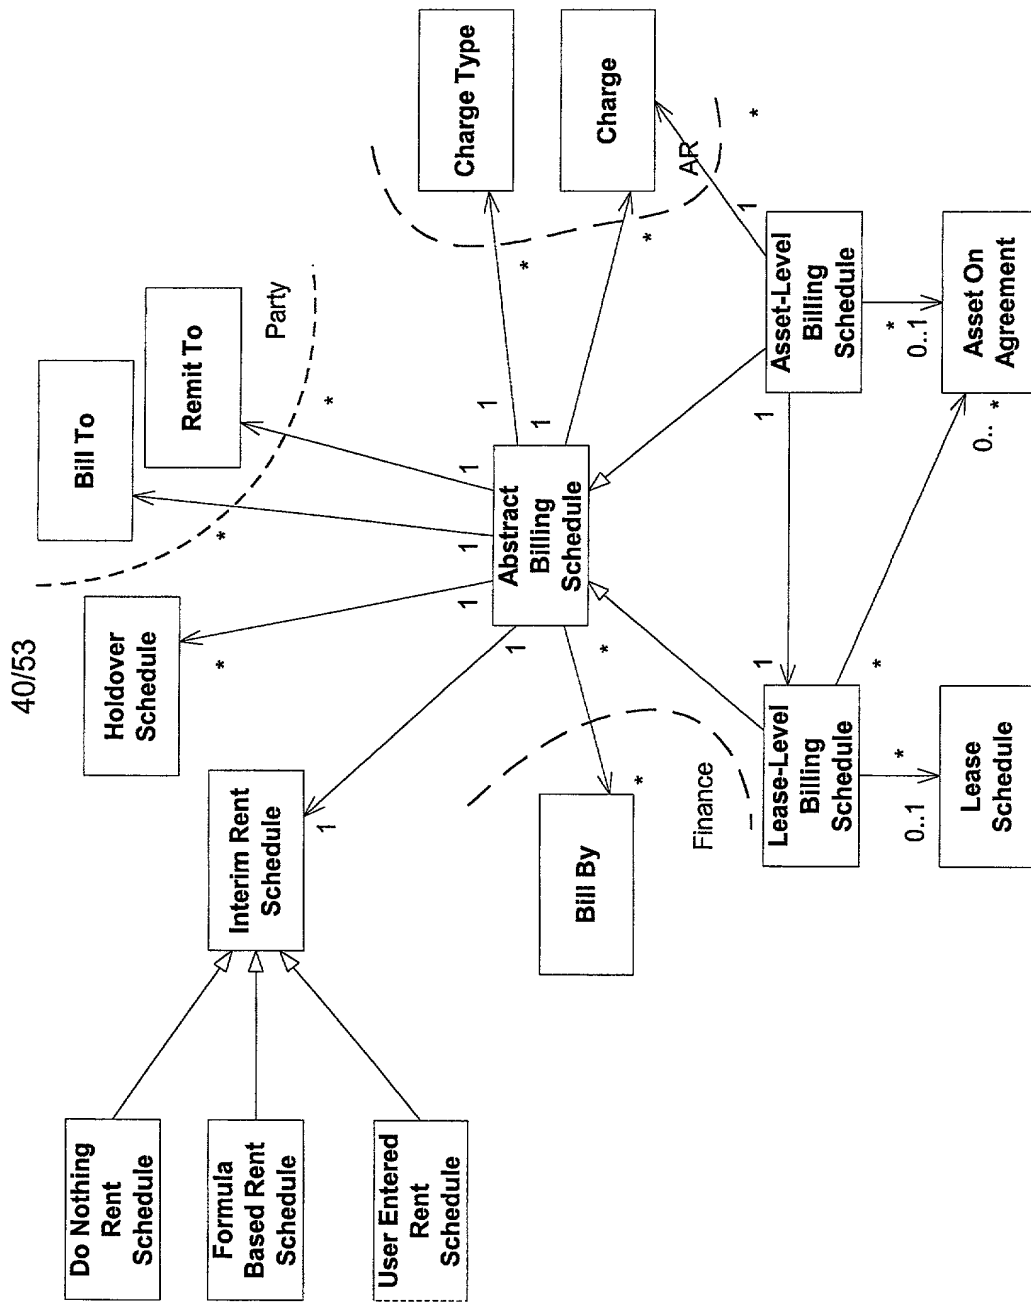 40/53
Do Nothing
Rent
Schedule
Holdover
Schedule
Bill To
Remit To
Party
*
*
*
Formula
Based Rent
Schedule
Interim Rent
Schedule
1
User Entered
Rent
Schedule
1
1
1
1
1
1
Abstract
Billing
Schedule
Charge Type
*
Charge
*
*
Bill By
*
Finance
AR
1
*
Lease-Level
Billing
Schedule
1
1
Asset-Level
Billing
Schedule
0..1
*
*
*
0..1
Lease
Schedule
0..
*
Asset On
Agreement